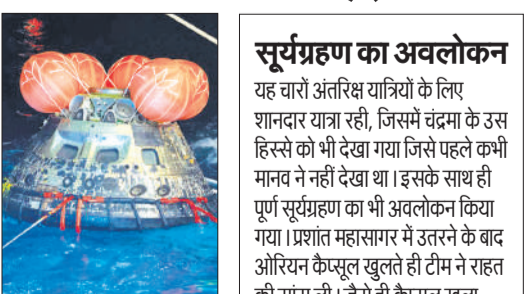 सूर्यग्रहण का अवलोकन
यह चारों अंतरिक्ष यात्रियों के लिए
शानदार यात्रा रही, जिसमें चंद्रमा के उस
हिस्से को भी देखा गया जिसे पहले कभी
मानव ने नहीं देखा था। इसके साथ ही
पूर्ण सूर्यग्रहण का भी अवलोकन किया
गया। प्रशांत महासागर में उतरने के बाद
ओरियन कैप्सूल खुलते ही टीम ने राहत